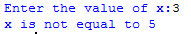 Enter the value of x:3
x is not equal to 5